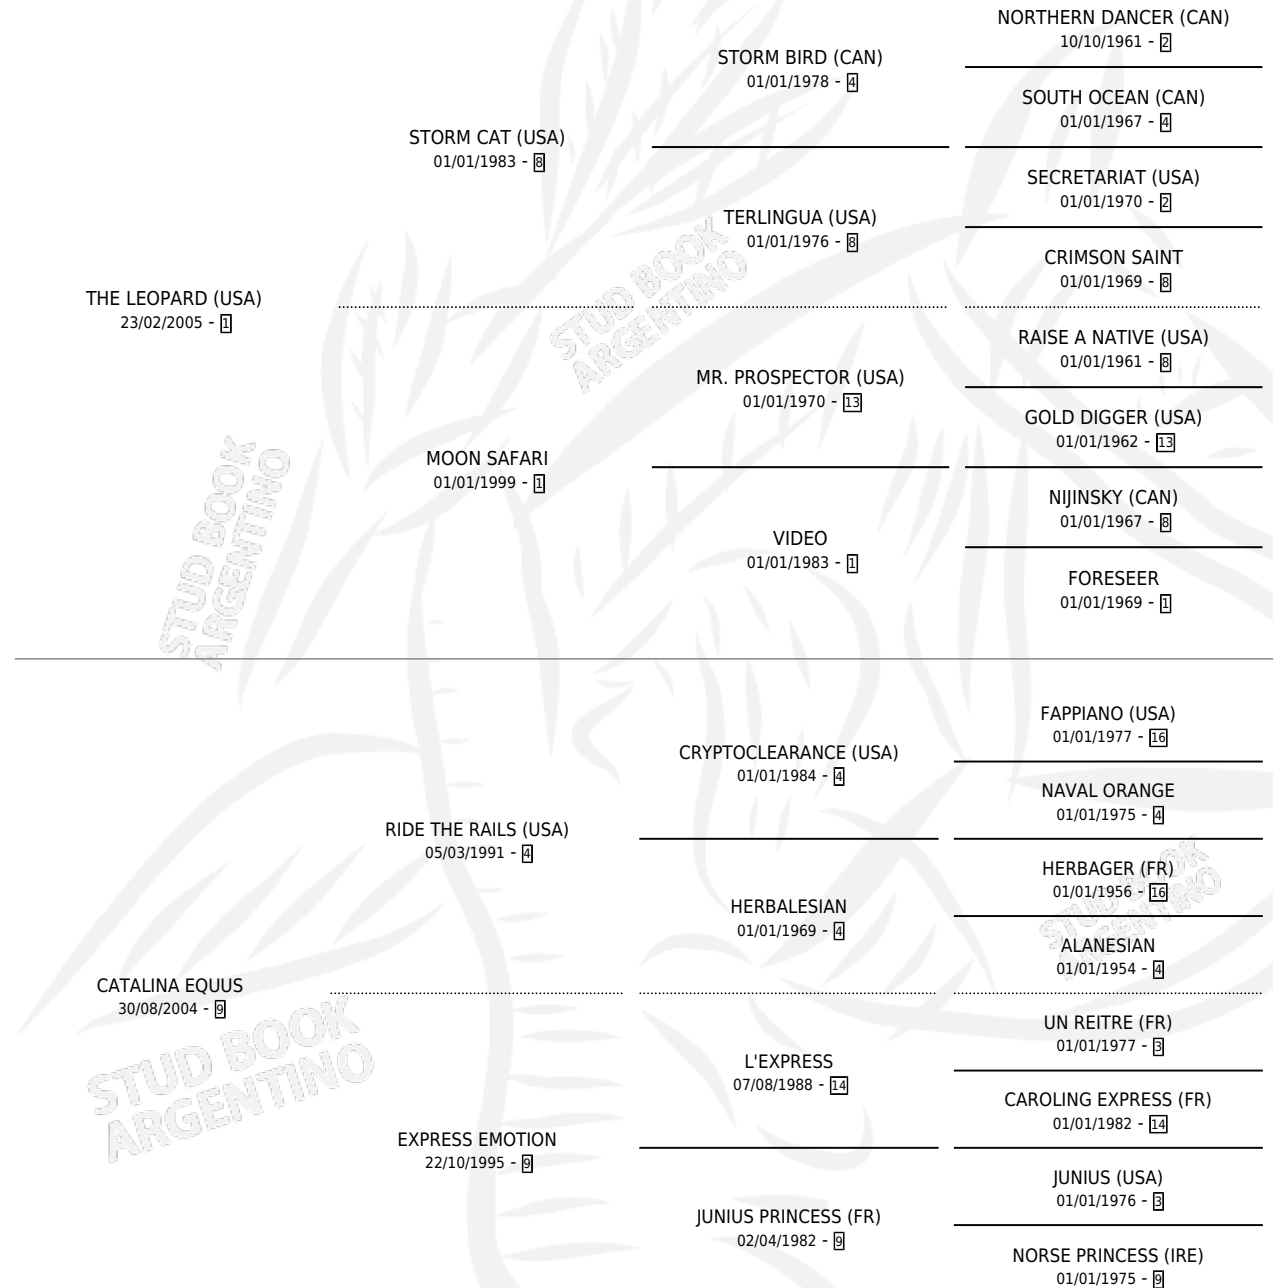 NORTHERN DANCER (CAN)
10/10/1961 - 2
STORM BIRD (CAN)
01/01/1978 - 4
SOUTH OCEAN (CAN)
01/01/1967 - 4
STORM CAT (USA)
01/01/1983 - 8
SECRETARIAT (USA)
01/01/1970 - 2
TERLINGUA (USA)
01/01/1976 - 8
CRIMSON SAINT
01/01/1969 - 8
THE LEOPARD (USA)
23/02/2005 - 1
STUD BOOK
ARGENTINO
RAISE A NATIVE (USA)
01/01/1961 - 8
MR. PROSPECTOR (USA)
01/01/1970 - 13
GOLD DIGGER (USA)
01/01/1962 - 13
MOON SAFARI
01/01/1999 - 1
NIJINSKY (CAN)
01/01/1967 - 8
VIDEO
01/01/1983 - 1
FORESEER
01/01/1969 - 1
STUD BOOK
ARGENTINO
FAPPIANO (USA)
01/01/1977 - 16
CRYPTOCLEARANCE (USA)
01/01/1984 - 4
NAVAL ORANGE
01/01/1975 - 4
RIDE THE RAILS (USA)
05/03/1991 - 4
HERBAGER (FR)
01/01/1956 - 16
HERBALESIAN
01/01/1969 - 4
STUD BOOK
ARGENTINO
ALANESIAN
01/01/1954 - 4
CATALINA EQUUS
30/08/2004 - 9
STUD BOOK
ARGENTINO
UN REITRE (FR)
01/01/1977 - 3
L'EXPRESS
07/08/1988 - 14
CAROLING EXPRESS (FR)
01/01/1982 - 14
EXPRESS EMOTION
22/10/1995 - 9
JUNIUS (USA)
01/01/1976 - 3
JUNIUS PRINCESS (FR)
02/04/1982 - 9
NORSE PRINCESS (IRE)
01/01/1975 - 9